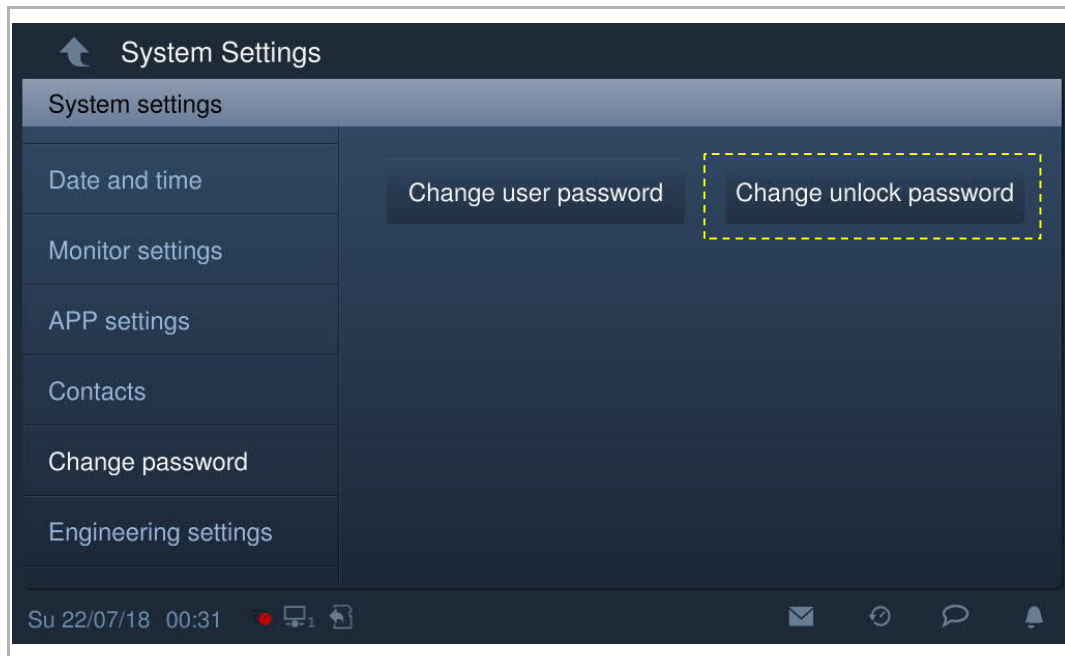 System Settings
System settings
Date and time
Monitor settings
APP settings
Contacts
Change password
Engineering settings
Change user password
Change unlock password
Su 22/07/18 00:31 1